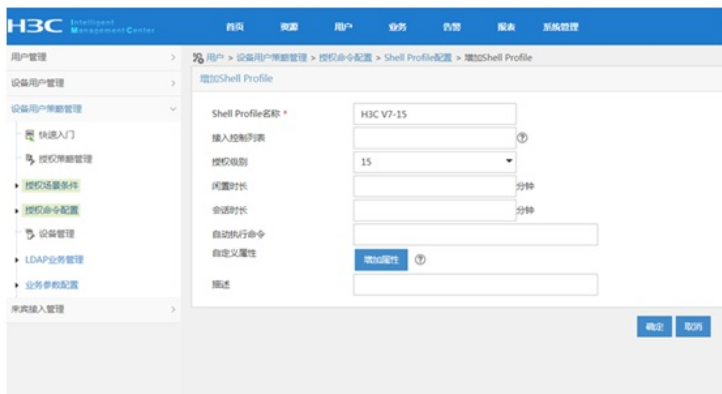 H3C Intelligent Management Center
首页 资源 用户 业务 告警 报表 系统管理
用户管理
设备用户管理
设备用户策略管理
快速入门
授权策略管理
授权场景条件
授权命令配置
设备管理
LDAP业务管理
业务参数配置
来宾接入管理
用户 > 设备用户策略管理 > 授权命令配置 > Shell Profile配置 > 增加Shell Profile
增加Shell Profile
Shell Profile名称 * H3C V7-15
接入控制列表
授权级别 15
闲置时长 分钟
会话时长 分钟
自动执行命令
自定义属性 增加属性
描述
确定 取消